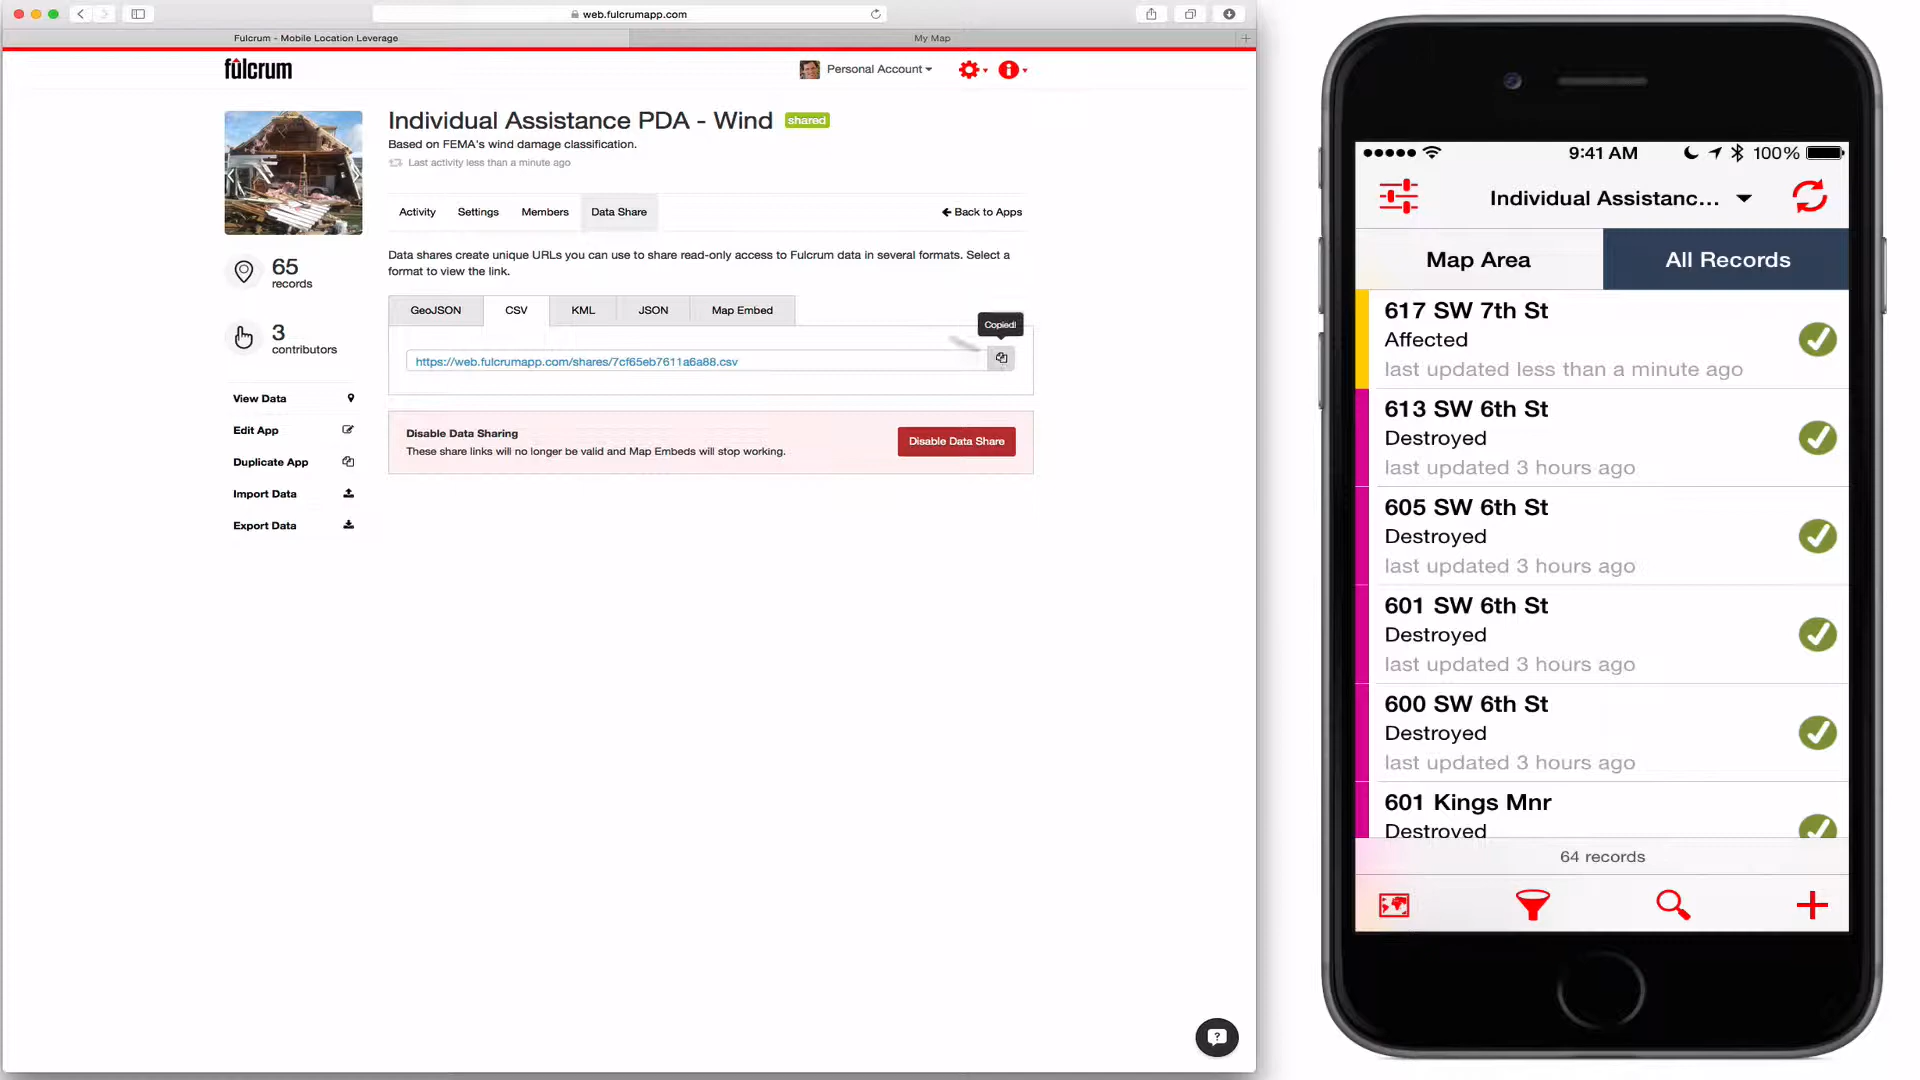 web.fulcrumapp.com
Fulcrum - Mobile Location Leverage
My Map
fulcrum
Personal Account
Individual Assistance PDA - Wind shared
Based on FEMA's wind damage classification.
Last activity less than a minute ago
Activity Settings Members Data Share Back to Apps
Data shares create unique URLs you can use to share read-only access to Fulcrum data in several formats. Select a
format to view the link.
65
records
3
contributors
GeoJSON CSV KML JSON Map Embed
Copied!
https://web.fulcrumapp.com/shares/7cf65eb7611a6a88.csv
View Data
Edit App
Duplicate App
Import Data
Export Data
Disable Data Sharing
These share links will no longer be valid and Map Embeds will stop working.
Disable Data Share
9:41 AM 100%
Individual Assistanc...
Map Area All Records
617 SW 7th St
Affected
last updated less than a minute ago
613 SW 6th St
Destroyed
last updated 3 hours ago
605 SW 6th St
Destroyed
last updated 3 hours ago
601 SW 6th St
Destroyed
last updated 3 hours ago
600 SW 6th St
Destroyed
last updated 3 hours ago
601 Kings Mnr
Destroyed
64 records